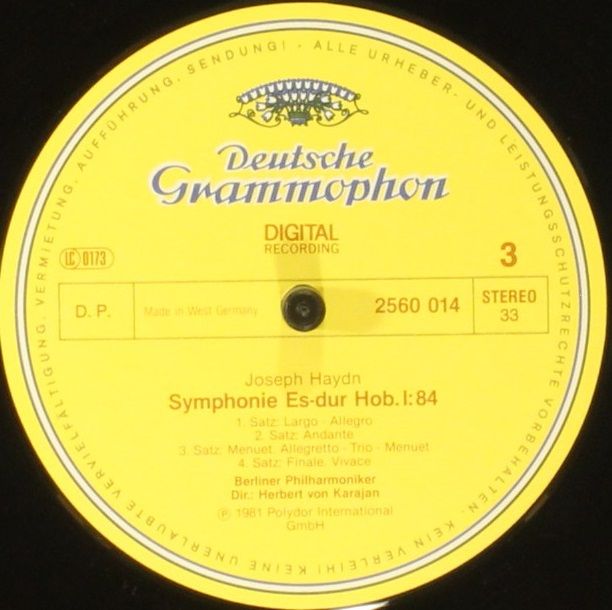 ALLE URHEBER- UND LEISTUNGSSCHUTZRECHTE VORBEHALTEN · KEIN VERLEIH! KEINE UNERLAUBTE VERVIELFÄLTIGUNG, VERMIETUNG, AUFFÜHRUNG, SENDUNG! -
Deutsche
Grammophon
DIGITAL
RECORDING
LC 0173
3
D. P.
Made in West Germany
2560 014
STEREO
33
Joseph Haydn
Symphonie Es-dur Hob. I: 84
1. Satz: Largo - Allegro
2. Satz: Andante
3. Satz: Menuet. Allegretto - Trio - Menuet
4. Satz: Finale. Vivace
Berliner Philharmoniker
Dir.: Herbert von Karajan
Ⓟ 1981 Polydor International
GmbH